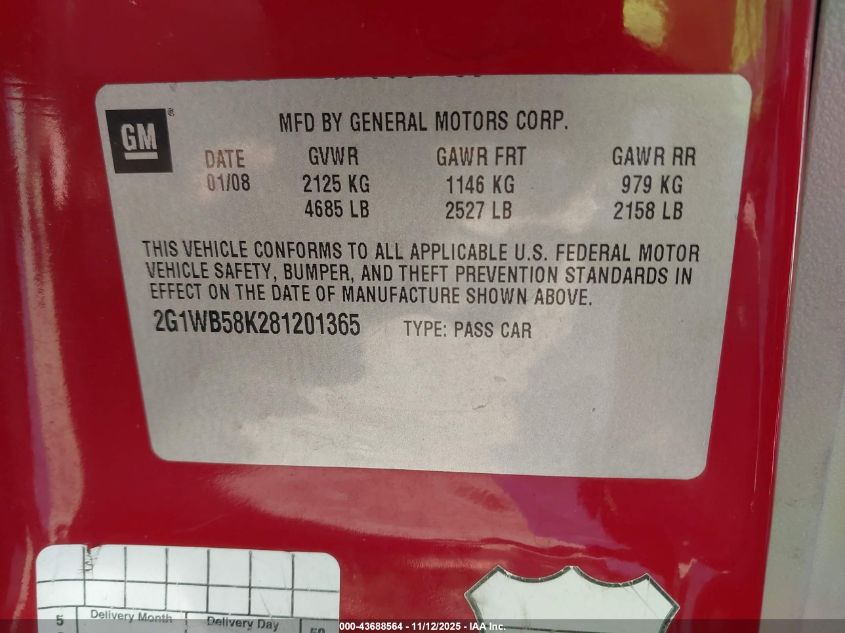 MFD BY GENERAL MOTORS CORP.
GM ®
DATE GVWR GAWR FRT GAWR RR
01/08 2125 KG 1146 KG 979 KG
4685 LB 2527 LB 2158 LB
THIS VEHICLE CONFORMS TO ALL APPLICABLE U.S. FEDERAL MOTOR
VEHICLE SAFETY, BUMPER, AND THEFT PREVENTION STANDARDS IN
EFFECT ON THE DATE OF MANUFACTURE SHOWN ABOVE.
2G1WB58K281201365 TYPE: PASS CAR
5 Delivery Month Delivery Day
000-43688564 - 11/12/2025 - IAA Inc.